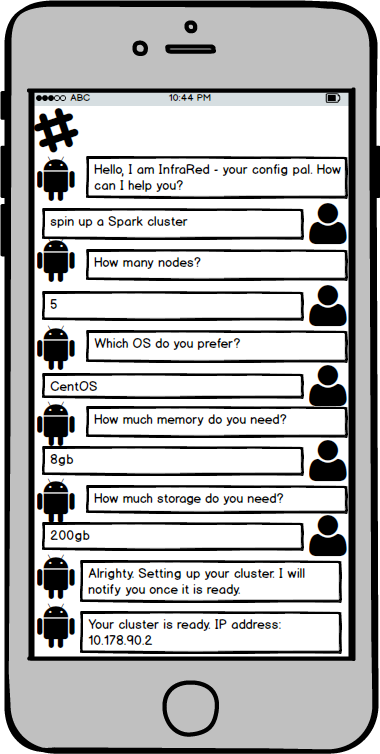 ABC 10:44 PM
#
Hello, I am InfraRed - your config pal. How
can I help you?
spin up a Spark cluster
How many nodes?
5
Which OS do you prefer?
CentOS
How much memory do you need?
8gb
How much storage do you need?
200gb
Alrighty. Setting up your cluster. I will
notify you once it is ready.
Your cluster is ready. IP address:
10.178.90.2